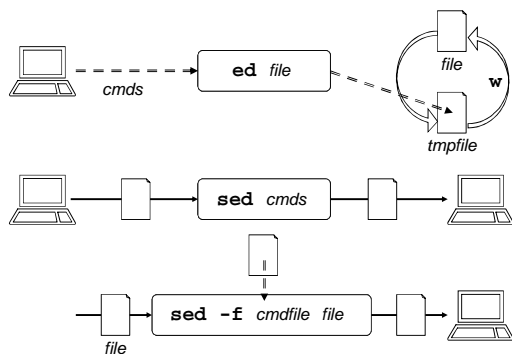 ed file
file
cmds
w
tmpfile
sed cmds
sed -f cmdfile file
file